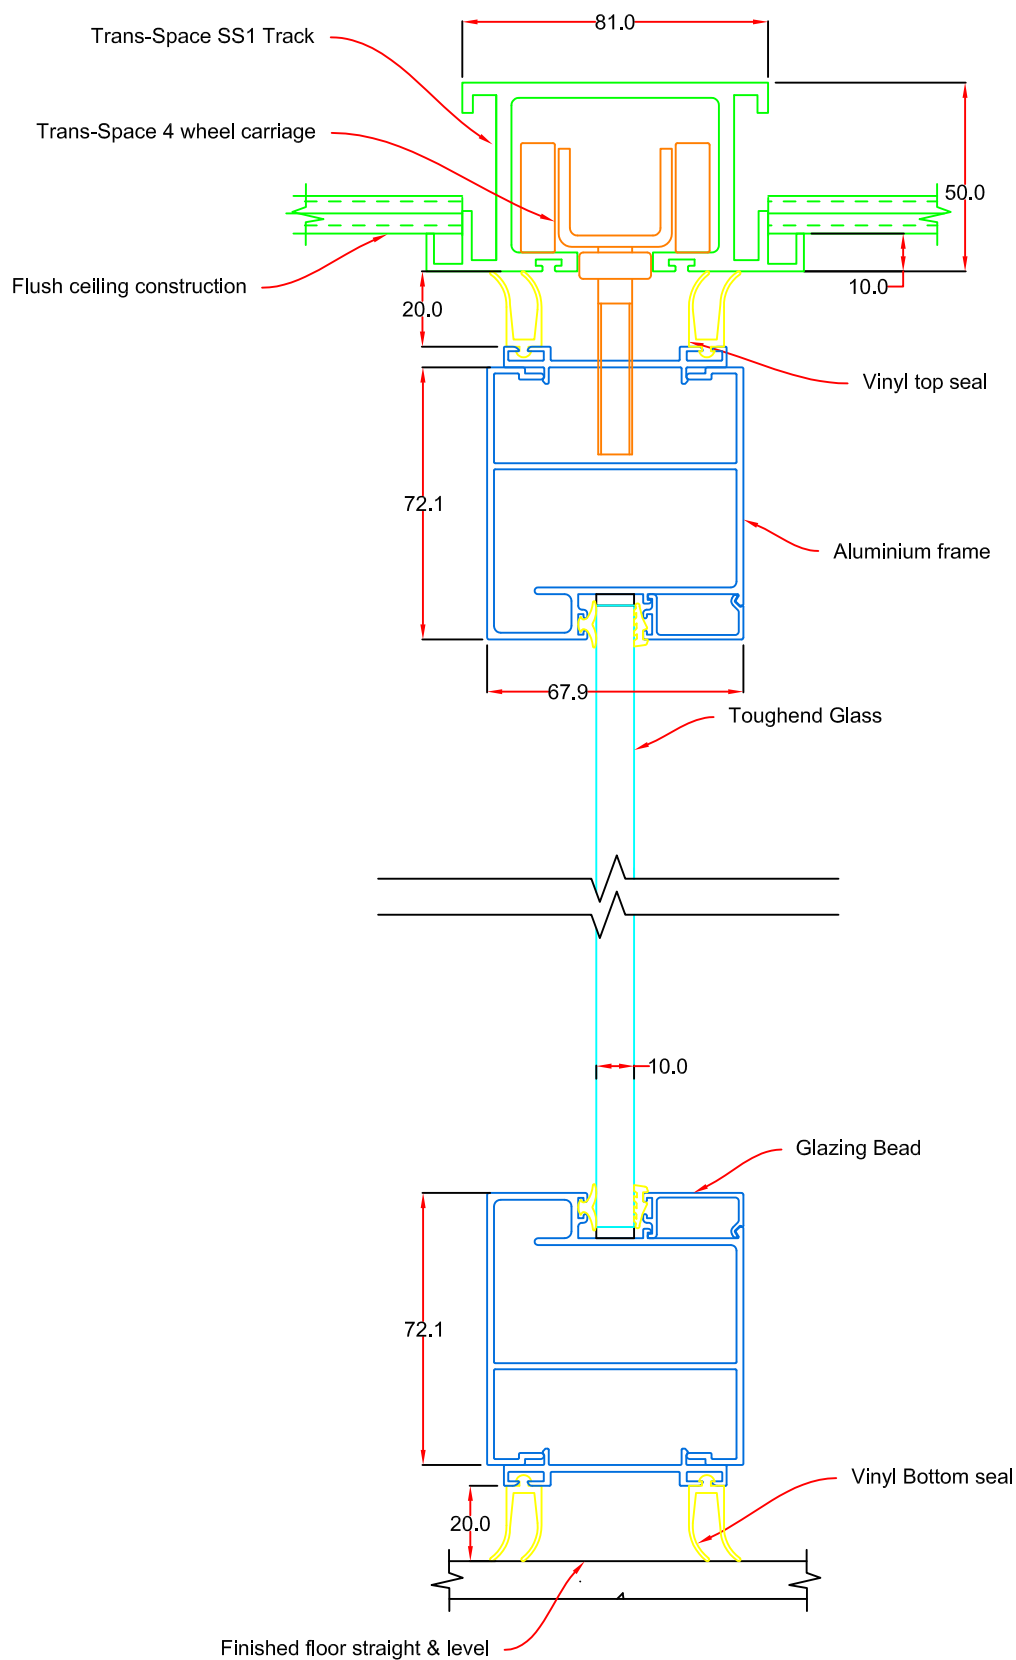 81.0
Trans-Space SS1 Track
Trans-Space 4 wheel carriage
50.0
Flush ceiling construction
10.0
20.0
Vinyl top seal
72.1
Aluminium frame
67.9
Toughend Glass
10.0
Glazing Bead
72.1
Vinyl Bottom seal
20.0
Finished floor straight & level